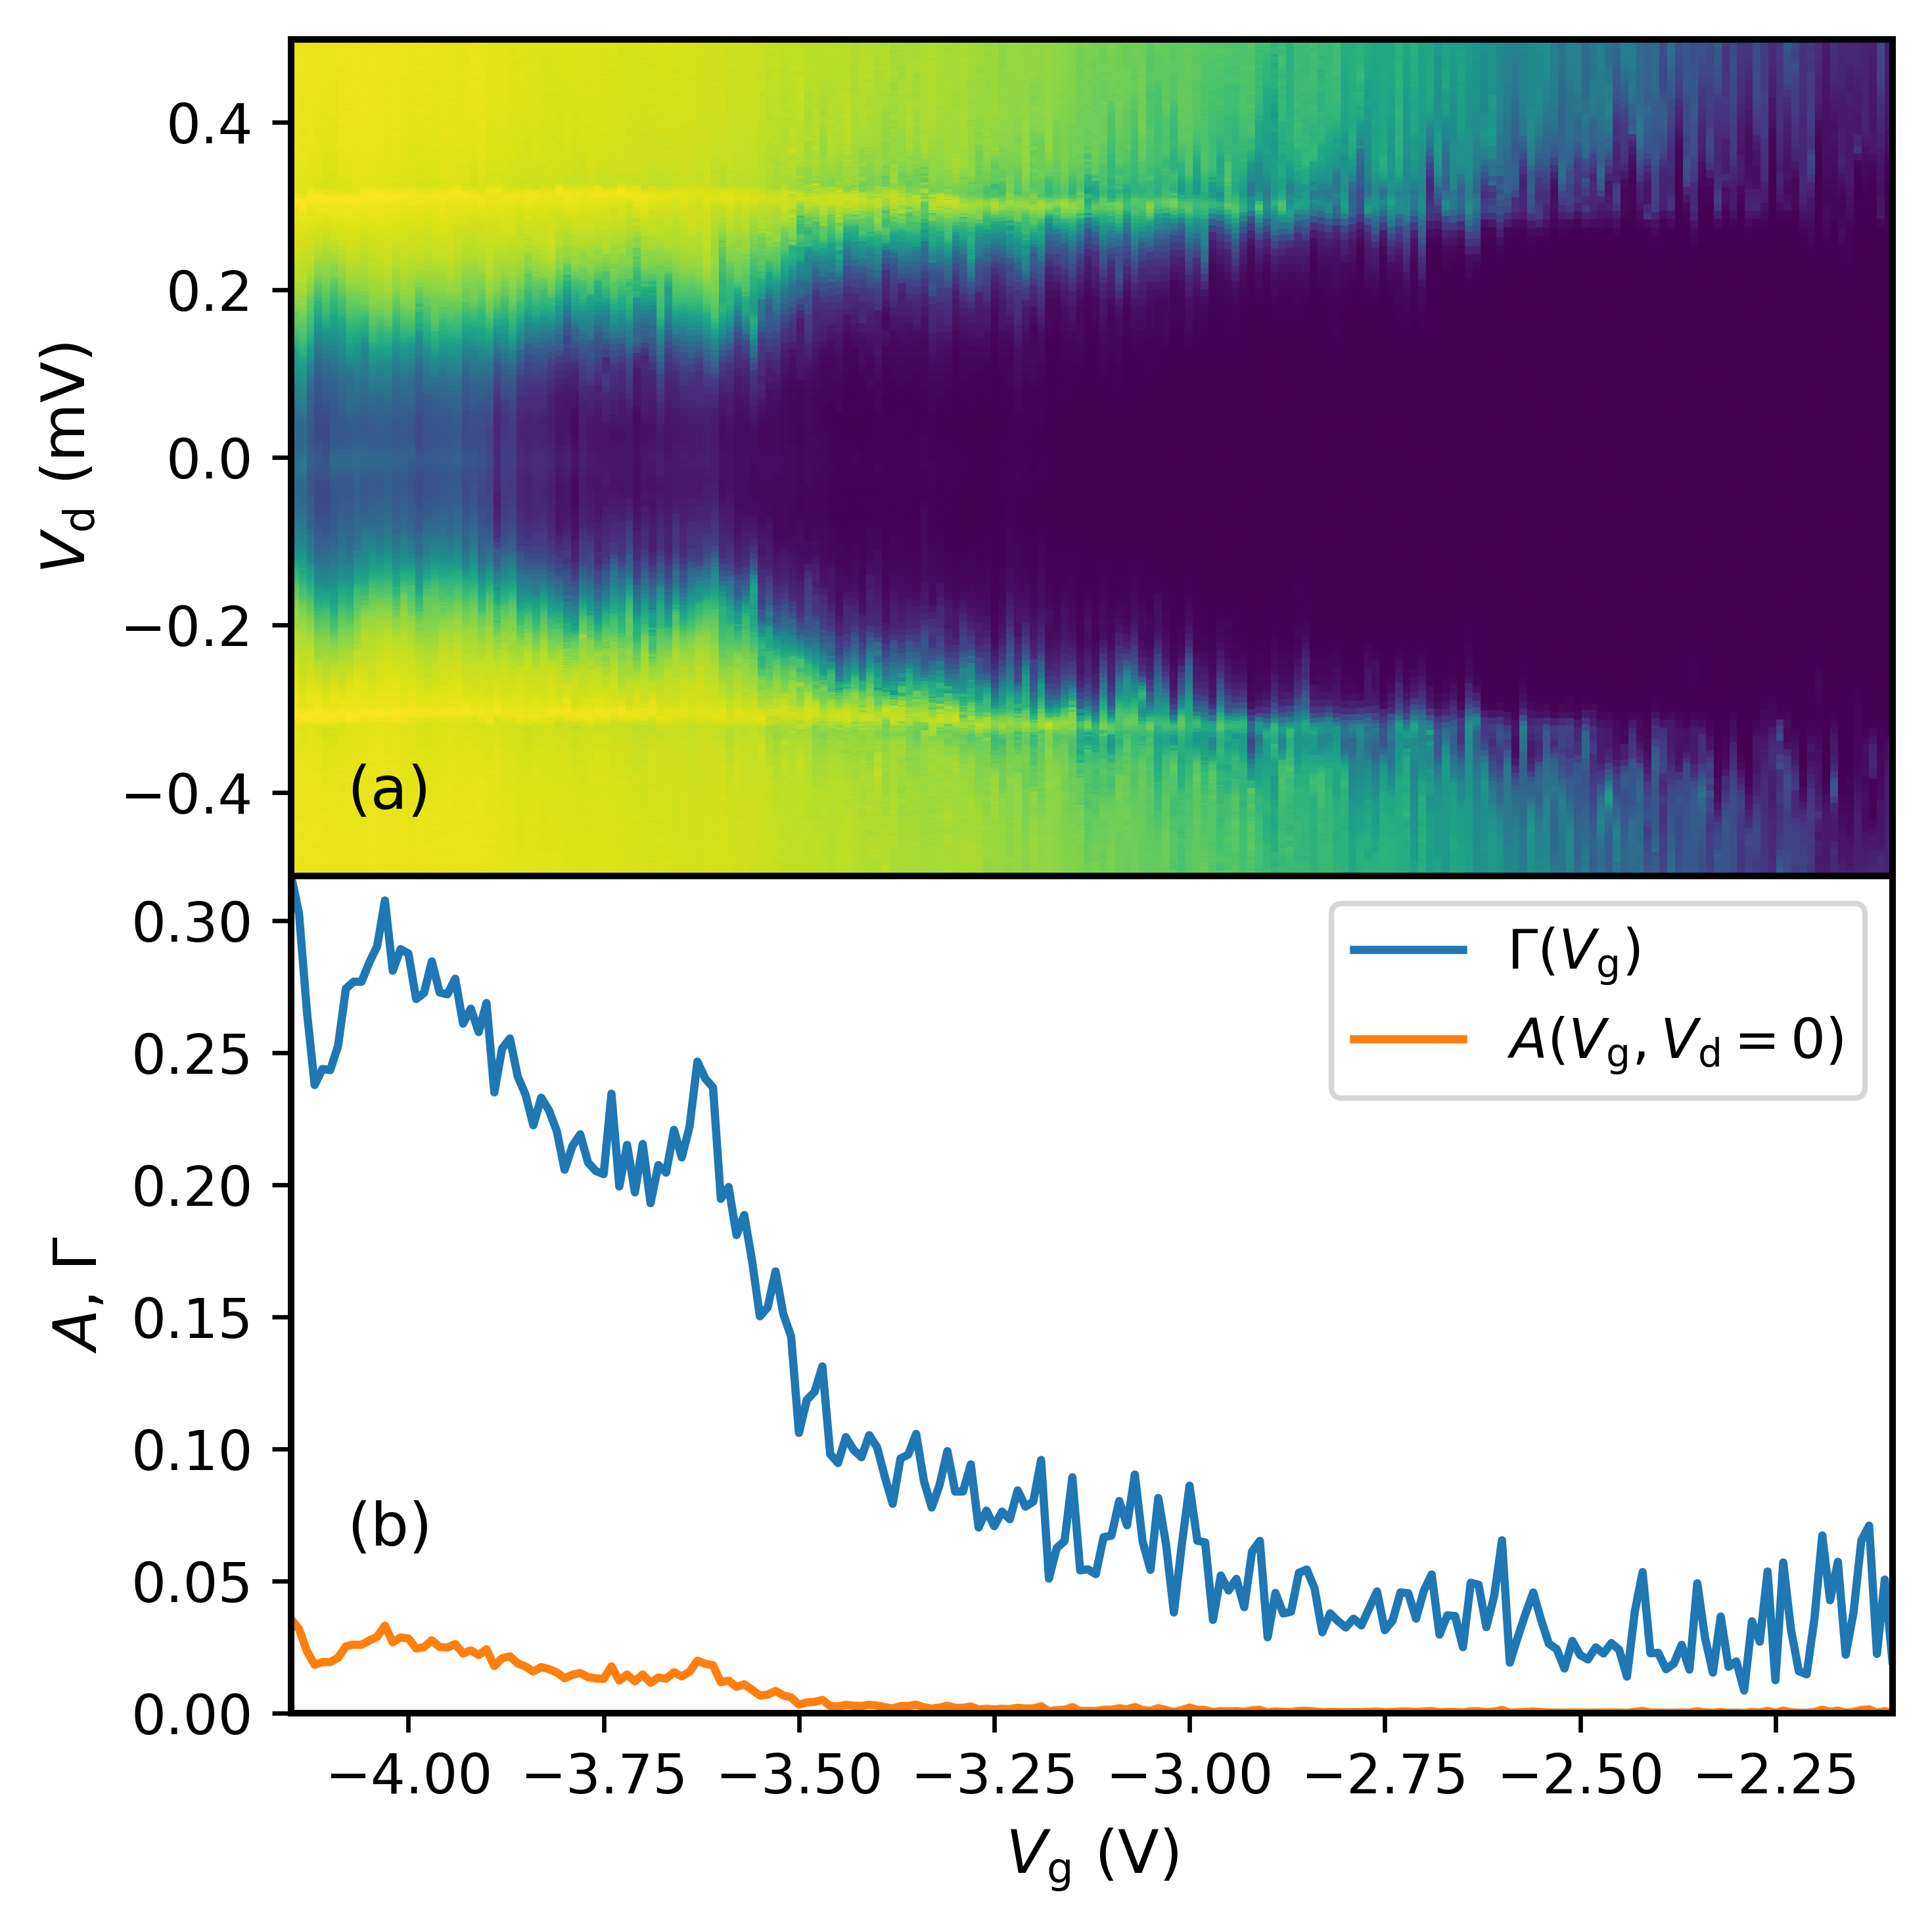 0.4
0.2
0.0
−0.2
−0.4
V_d (mV)
(a)
0.30
0.25
0.20
0.15
0.10
0.05
0.00
A, Γ
Γ(V_g)
A(V_g, V_d = 0)
(b)
−4.00 −3.75 −3.50 −3.25 −3.00 −2.75 −2.50 −2.25
V_g (V)